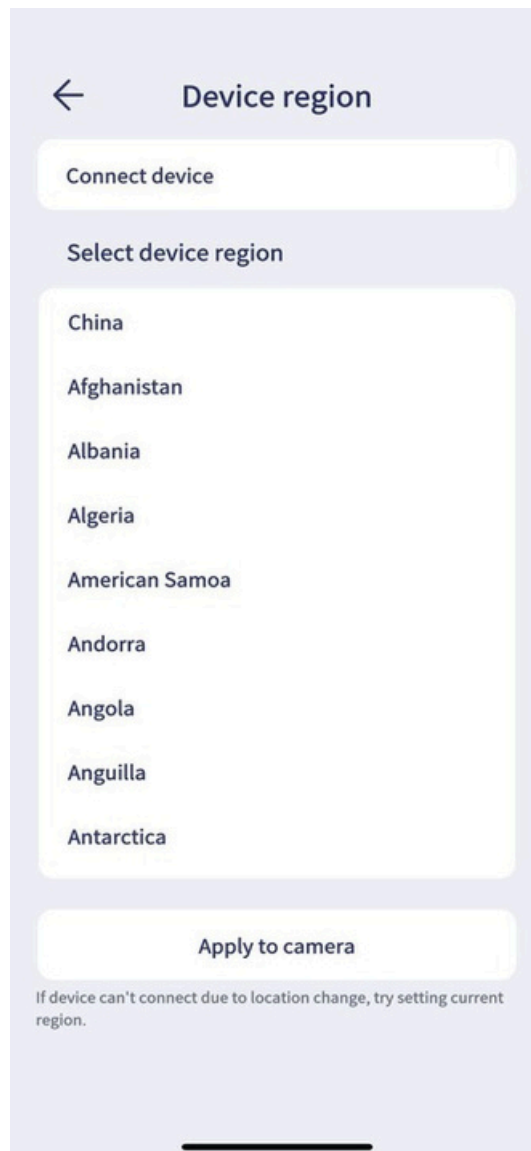 Device region
Connect device
Select device region
China
Afghanistan
Albania
Algeria
American Samoa
Andorra
Angola
Anguilla
Antarctica
Apply to camera
If device can't connect due to location change, try setting current
region.